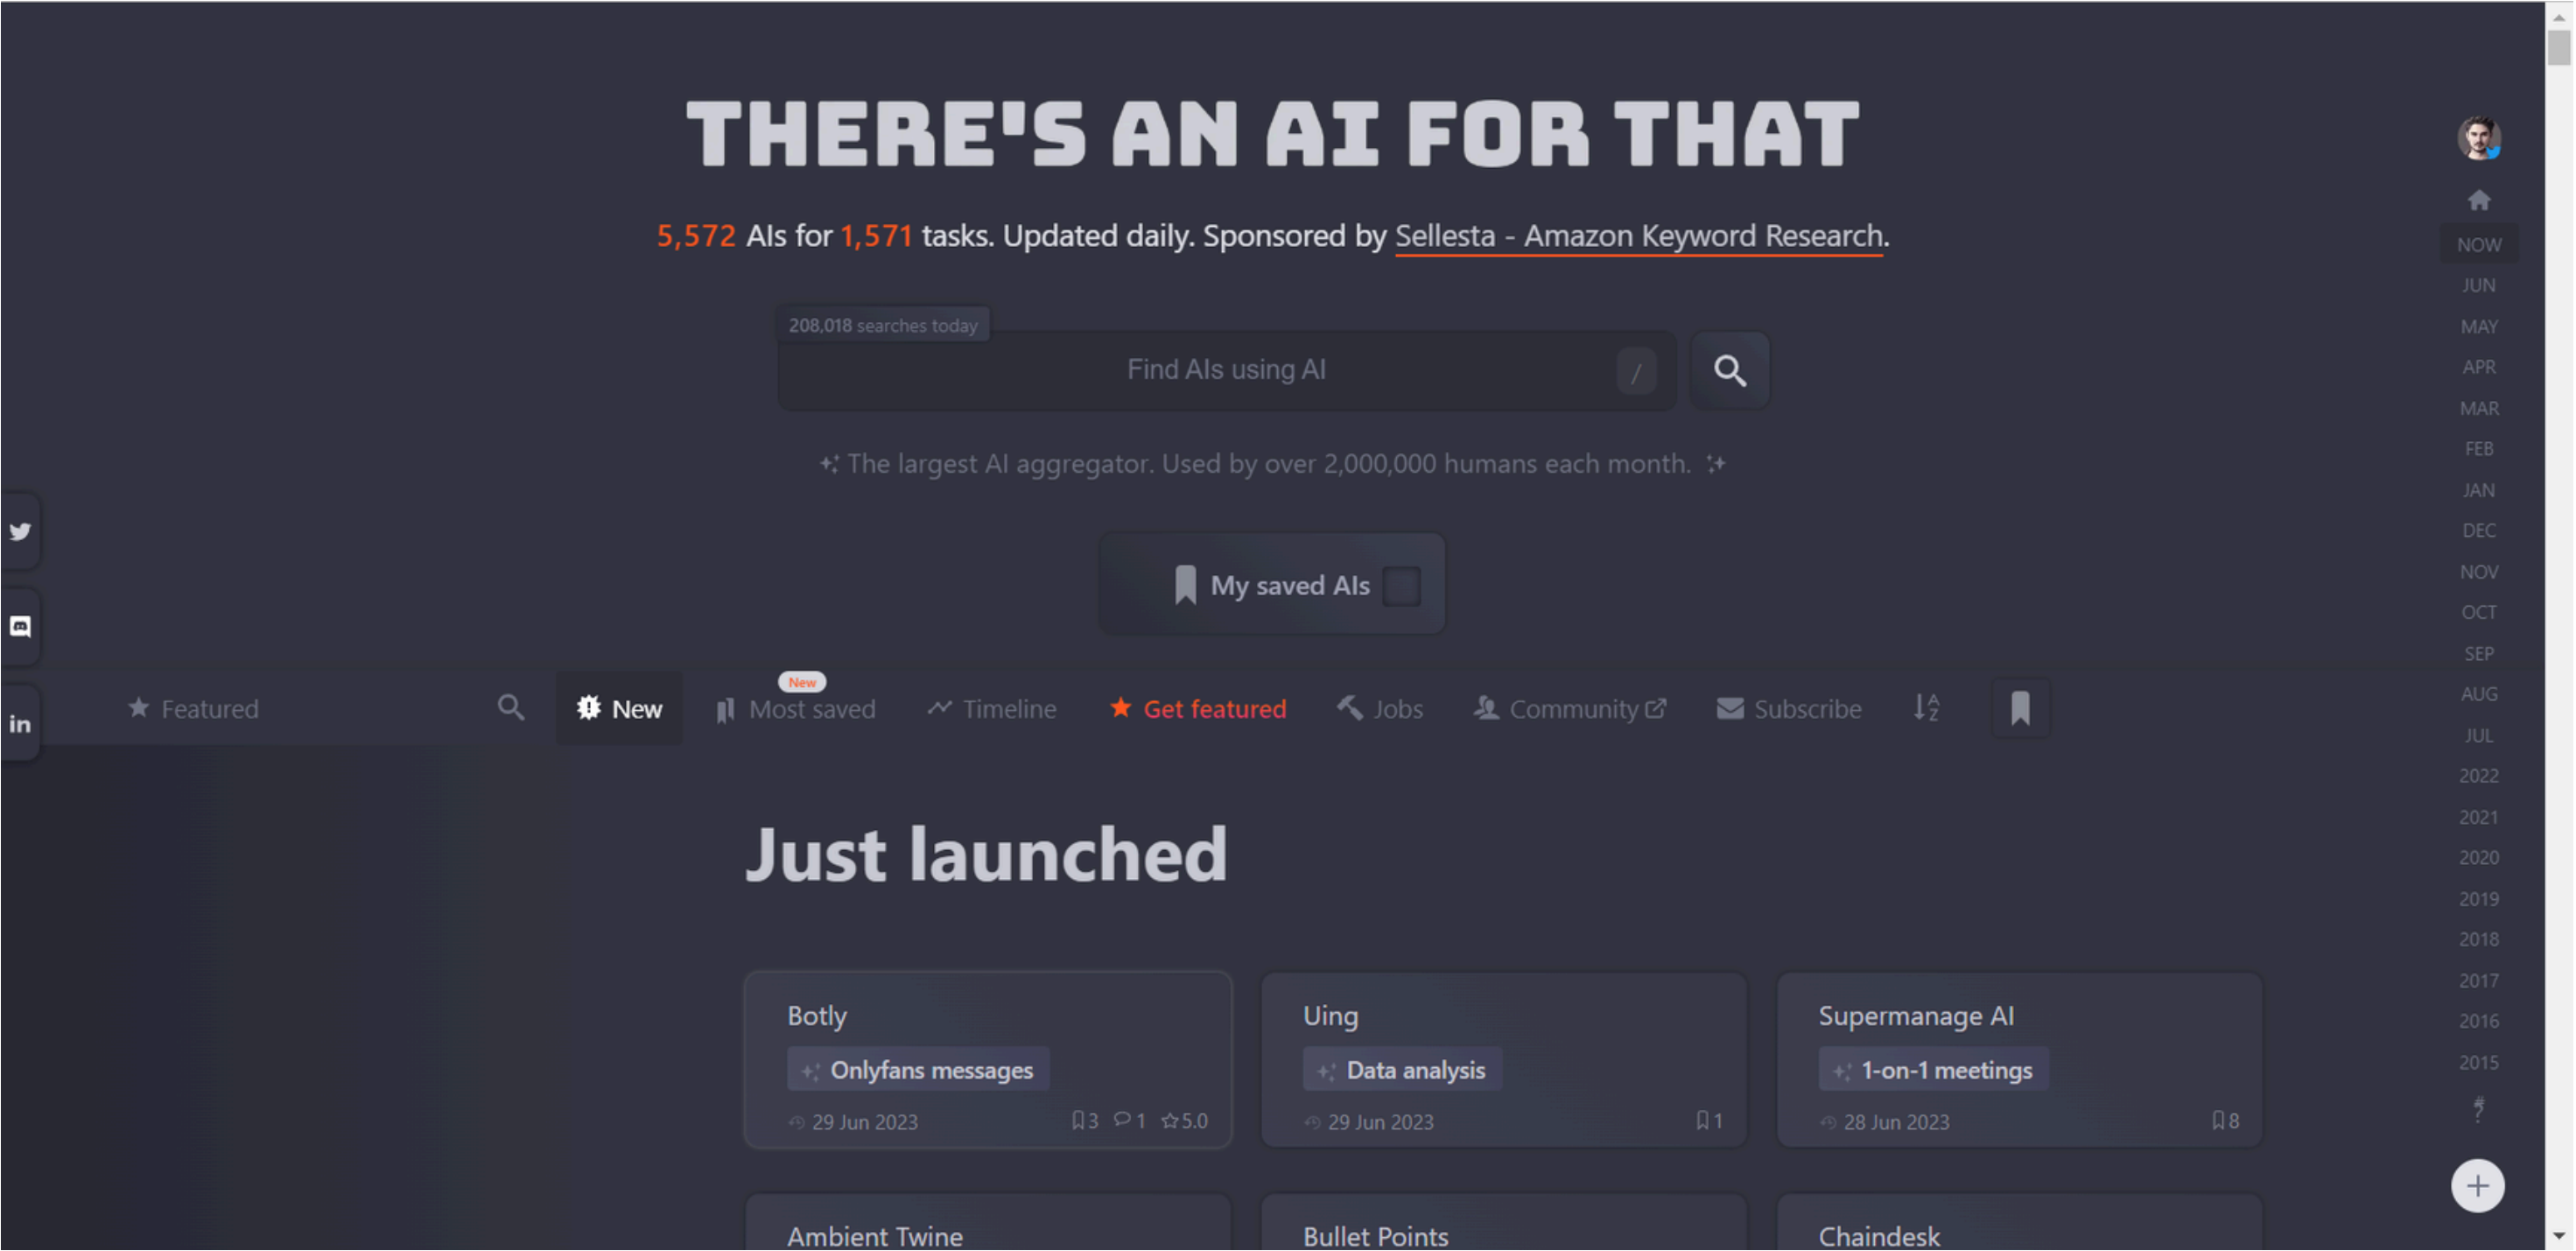 THERE'S AN AI FOR THAT
5,572 AIs for 1,571 tasks. Updated daily. Sponsored by Sellesta - Amazon Keyword Research.
208,018 searches today
Find AIs using AI /
The largest AI aggregator. Used by over 2,000,000 humans each month.
My saved AIs
in
Featured
New
New
Most saved
Timeline
Get featured
Jobs
Community
Subscribe
A
Z
Just launched
Botly
Onlyfans messages
29 Jun 2023 3 1 5.0
Uing
Data analysis
29 Jun 2023 1
Supermanage AI
1-on-1 meetings
28 Jun 2023 8
Ambient Twine
Bullet Points
Chaindesk
NOW
JUN
MAY
APR
MAR
FEB
JAN
DEC
NOV
OCT
SEP
AUG
JUL
2022
2021
2020
2019
2018
2017
2016
2015
+